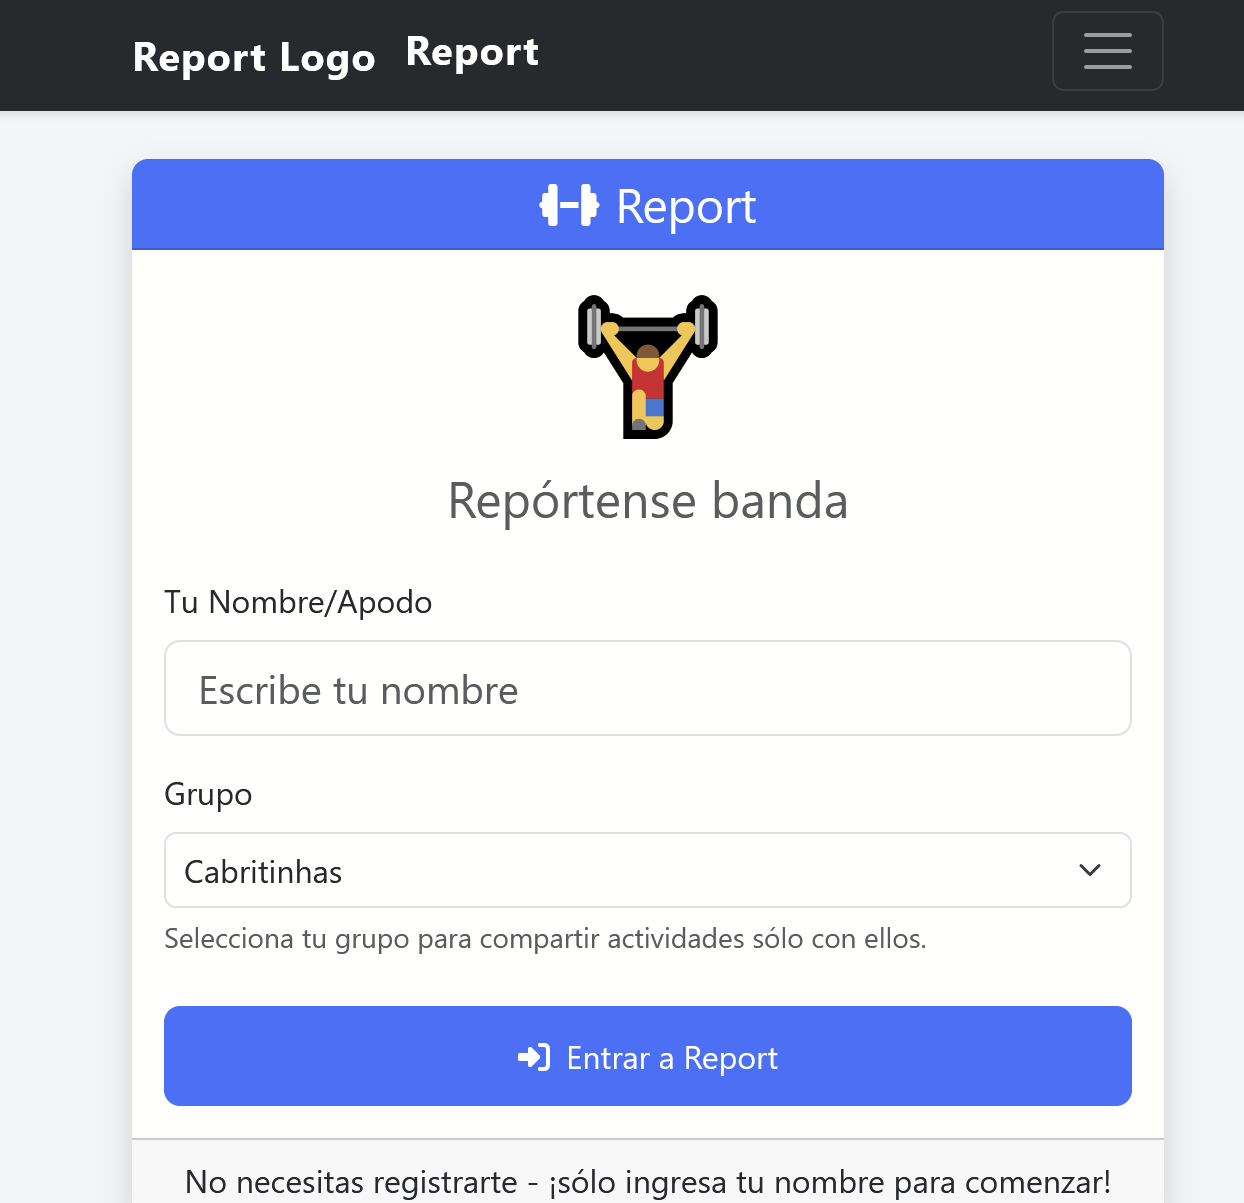 Report Logo Report
Report
Repórtense banda
Tu Nombre/Apodo
Escribe tu nombre
Grupo
Cabritinhas
Selecciona tu grupo para compartir actividades sólo con ellos.
Entrar a Report
No necesitas registrarte - ¡sólo ingresa tu nombre para comenzar!